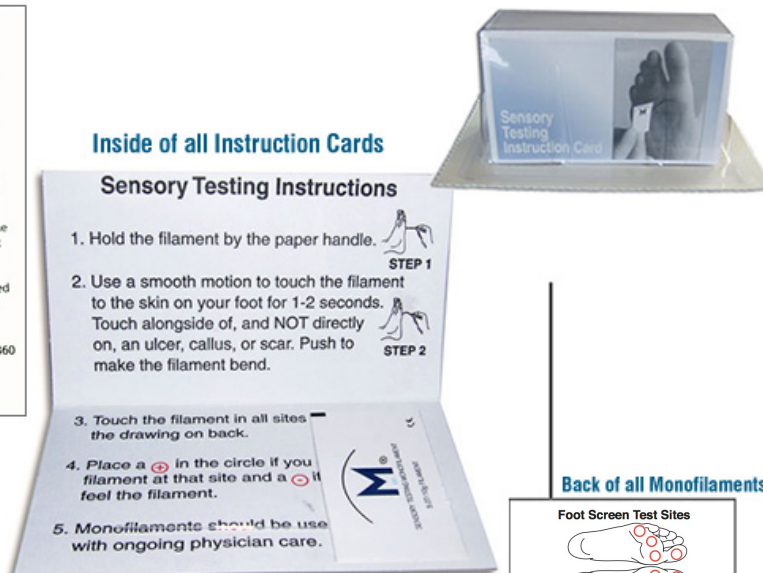 Sensory
Testing
Instruction Card
Inside of all Instruction Cards
Sensory Testing Instructions
1. Hold the filament by the paper handle.
STEP 1
2. Use a smooth motion to touch the filament
to the skin on your foot for 1-2 seconds.
Touch alongside of, and NOT directly
on, an ulcer, callus, or scar. Push to
make the filament bend.
STEP 2
3. Touch the filament in all sites
the drawing on back.
4. Place a ⊕ in the circle if you
filament at that site and a ⊖ if
feel the filament.
5. Monofilaments should be use
with ongoing physician care.
M®
ed
360
Back of all Monofilaments
Foot Screen Test Sites